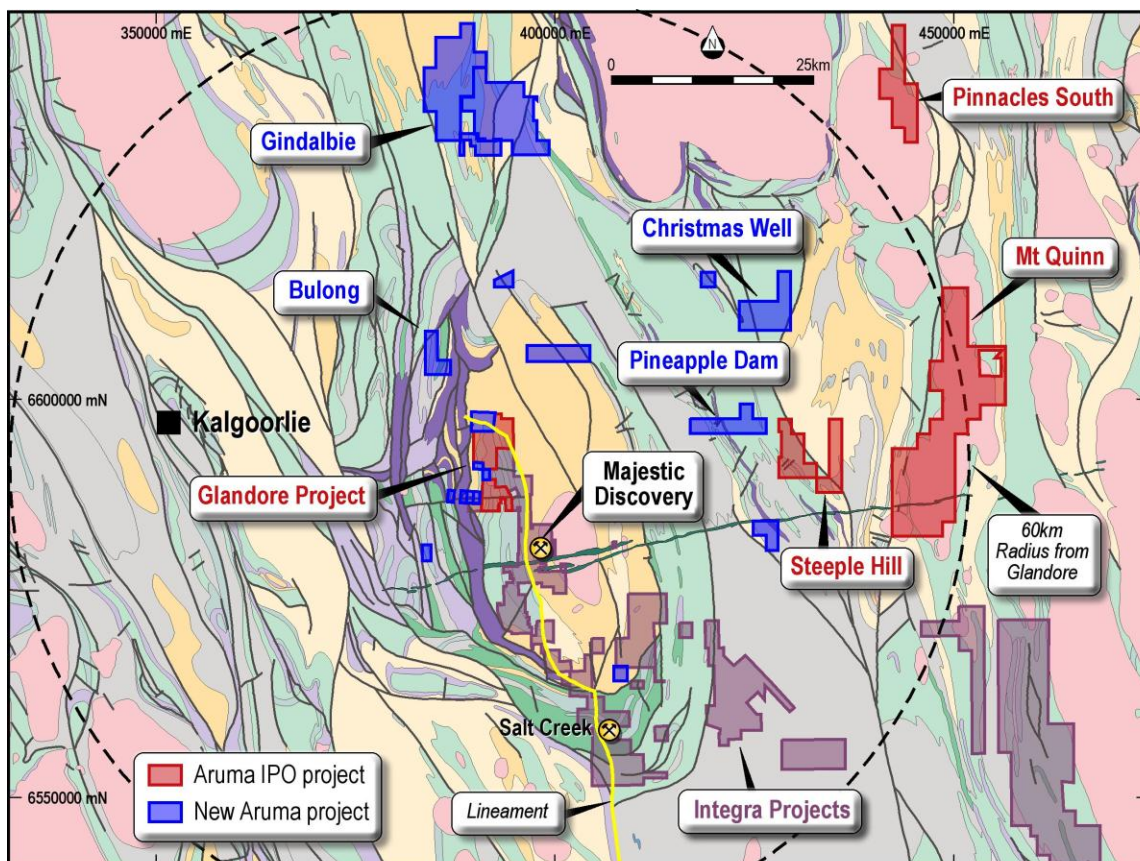 350000 mE
400000 mE
450000 mE
N
0
25km
Pinnacles South
Gindalbie
Christmas Well
Mt Quinn
Bulong
Pineapple Dam
6600000 mN
Kalgoorlie
Majestic
Discovery
Glandore Project
60km
Radius from
Glandore
Steeple Hill
Salt Creek
Aruma IPO project
New Aruma project
6550000 mN
Lineament
Integra Projects